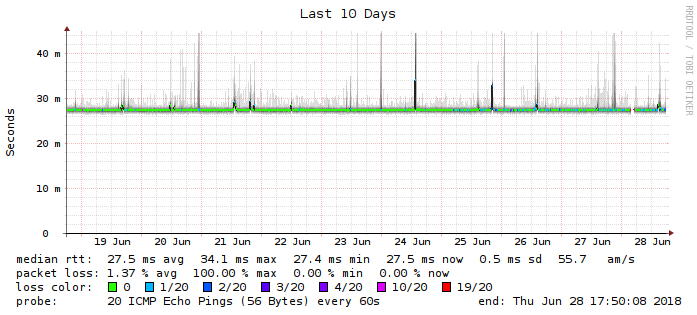 Last 10 Days
RRDTOOL / TOBI OETIKER
Seconds
40 m
30 m
20 m
10 m
0
19 Jun 20 Jun 21 Jun 22 Jun 23 Jun 24 Jun 25 Jun 26 Jun 27 Jun 28 Jun
median rtt: 27.5 ms avg 34.1 ms max 27.4 ms min 27.5 ms now 0.5 ms sd 55.7 am/s
packet loss: 1.37 % avg 100.00 % max 0.00 % min 0.00 % now
loss color: 0 1/20 2/20 3/20 4/20 10/20 19/20
probe: 20 ICMP Echo Pings (56 Bytes) every 60s end: Thu Jun 28 17:50:08 2018